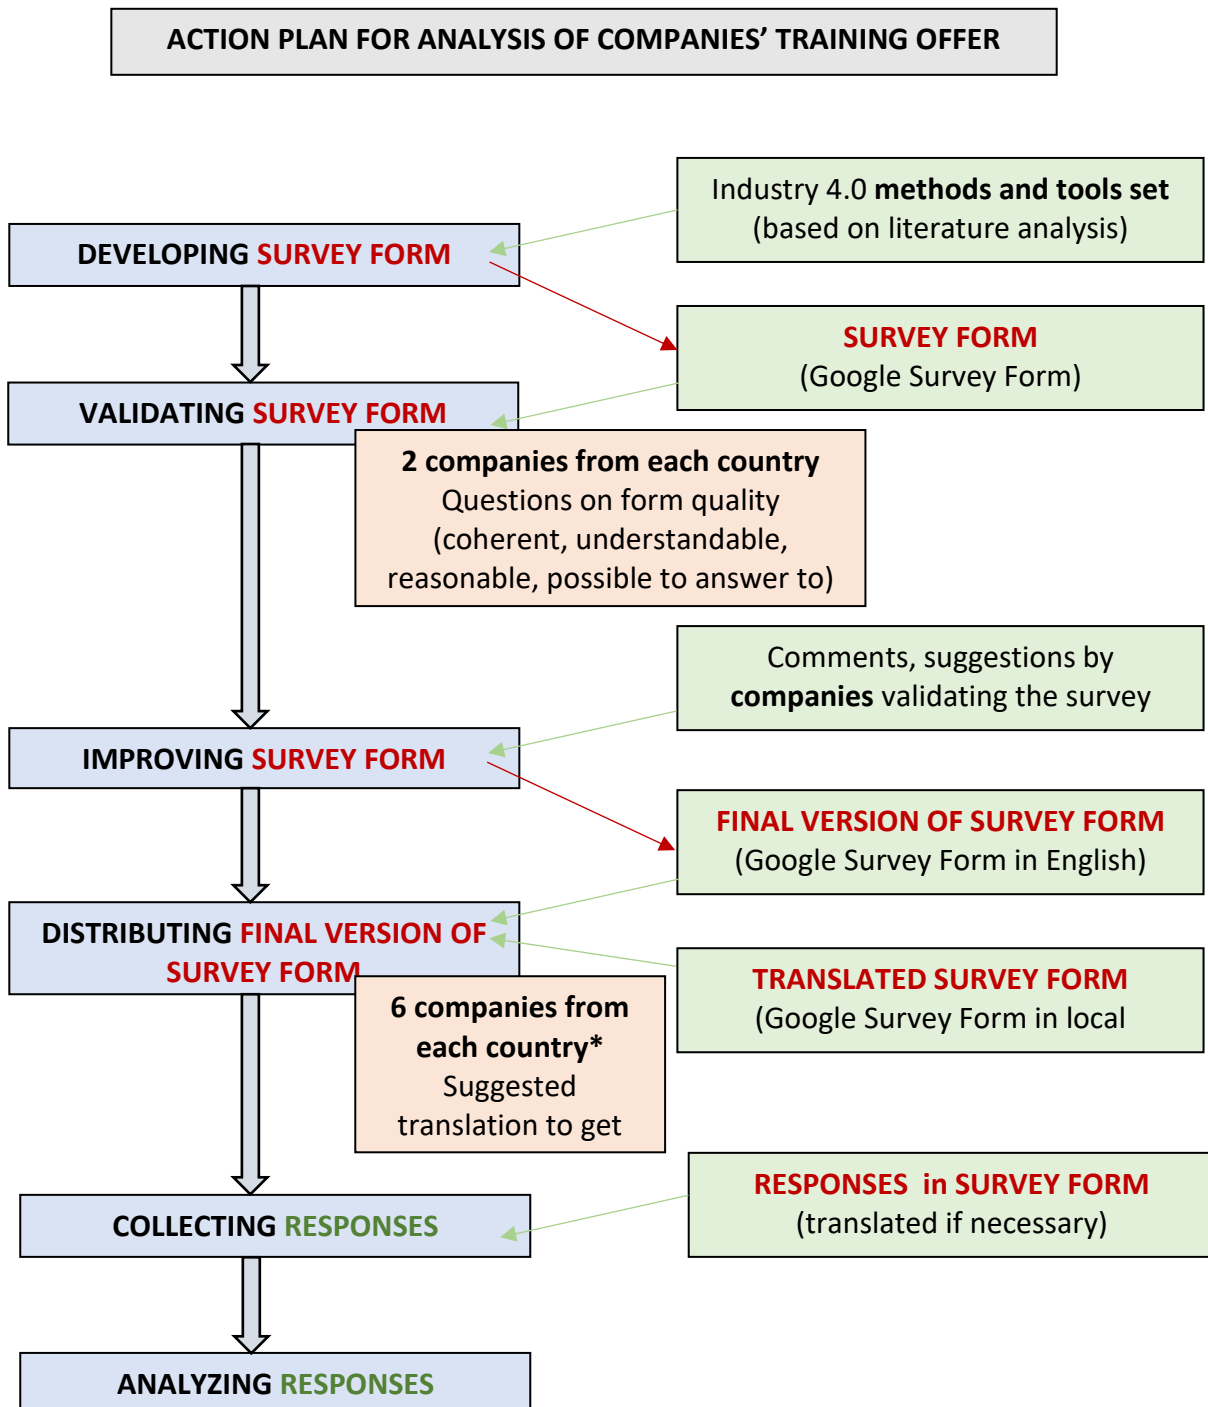 ACTION PLAN FOR ANALYSIS OF COMPANIES’ TRAINING OFFER
Industry 4.0 methods and tools set
(based on literature analysis)
DEVELOPING SURVEY FORM
SURVEY FORM
(Google Survey Form)
VALIDATING SURVEY FORM
2 companies from each country
Questions on form quality
(coherent, understandable,
reasonable, possible to answer to)
Comments, suggestions by
companies validating the survey
IMPROVING SURVEY FORM
FINAL VERSION OF SURVEY FORM
(Google Survey Form in English)
DISTRIBUTING FINAL VERSION OF
SURVEY FORM
TRANSLATED SURVEY FORM
(Google Survey Form in local
6 companies from
each country*
Suggested
translation to get
RESPONSES in SURVEY FORM
(translated if necessary)
COLLECTING RESPONSES
ANALYZING RESPONSES